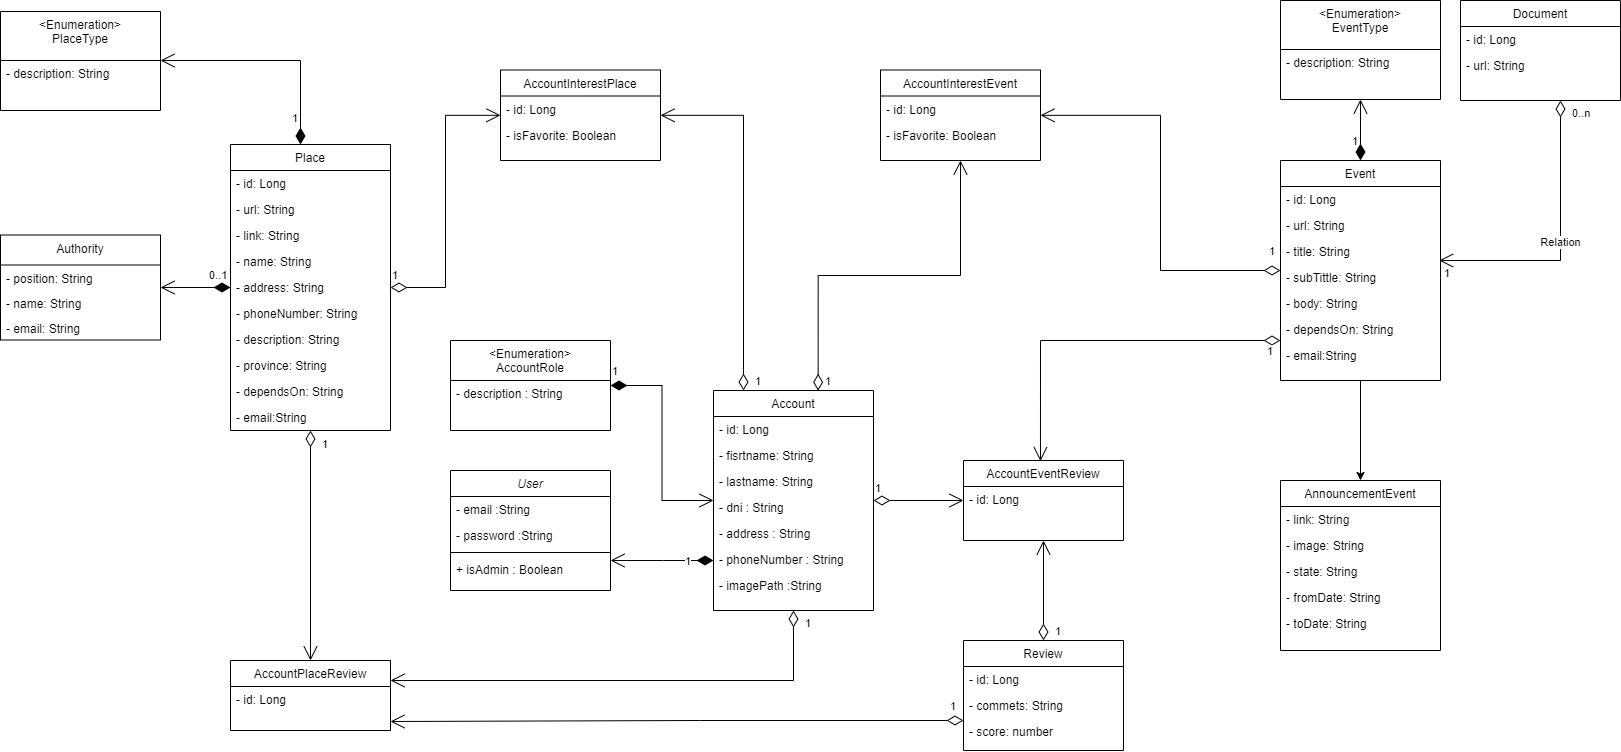 <Enumeration>
PlaceType
- description: String
1
Place
- id: Long
- url: String
- link: String
- name: String
- address: String
- phoneNumber: String
- description: String
- province: String
- dependsOn: String
- email:String
0..1
1
1
Authority
- position: String
- name: String
- email: String
AccountInterestPlace
- id: Long
- isFavorite: Boolean
AccountInterestEvent
- id: Long
- isFavorite: Boolean
<Enumeration>
EventType
- description: String
1
Document
- id: Long
- url: String
0..n
Relation
1
Event
- id: Long
- url: String
- title: String
- subTittle: String
- body: String
- dependsOn: String
- email:String
1
1
<Enumeration>
AccountRole
- description : String
1
User
- email :String
- password :String
+ isAdmin : Boolean
1
1
1
Account
- id: Long
- fisrtname: String
- lastname: String
- dni : String
- address : String
- phoneNumber : String
- imagePath :String
1
1
AccountEventReview
- id: Long
AnnouncementEvent
- link: String
- image: String
- state: String
- fromDate: String
- toDate: String
AccountPlaceReview
- id: Long
1
1
Review
- id: Long
- commets: String
- score: number